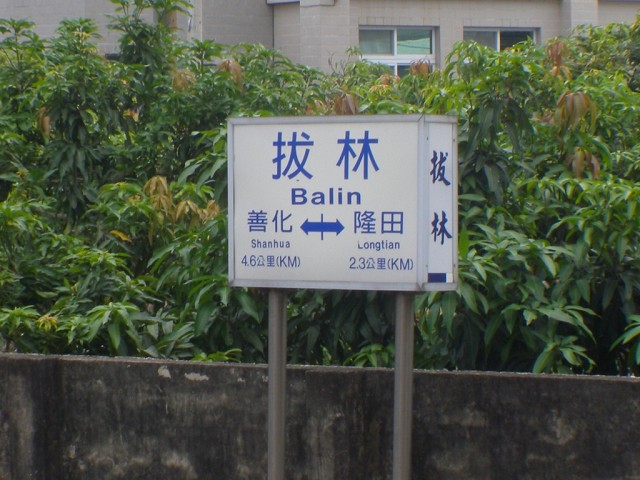 拔林
Balin
善化 ↔ 隆田
Shanhua Longtian
4.6公里(KM) 2.3公里(KM)
拔林